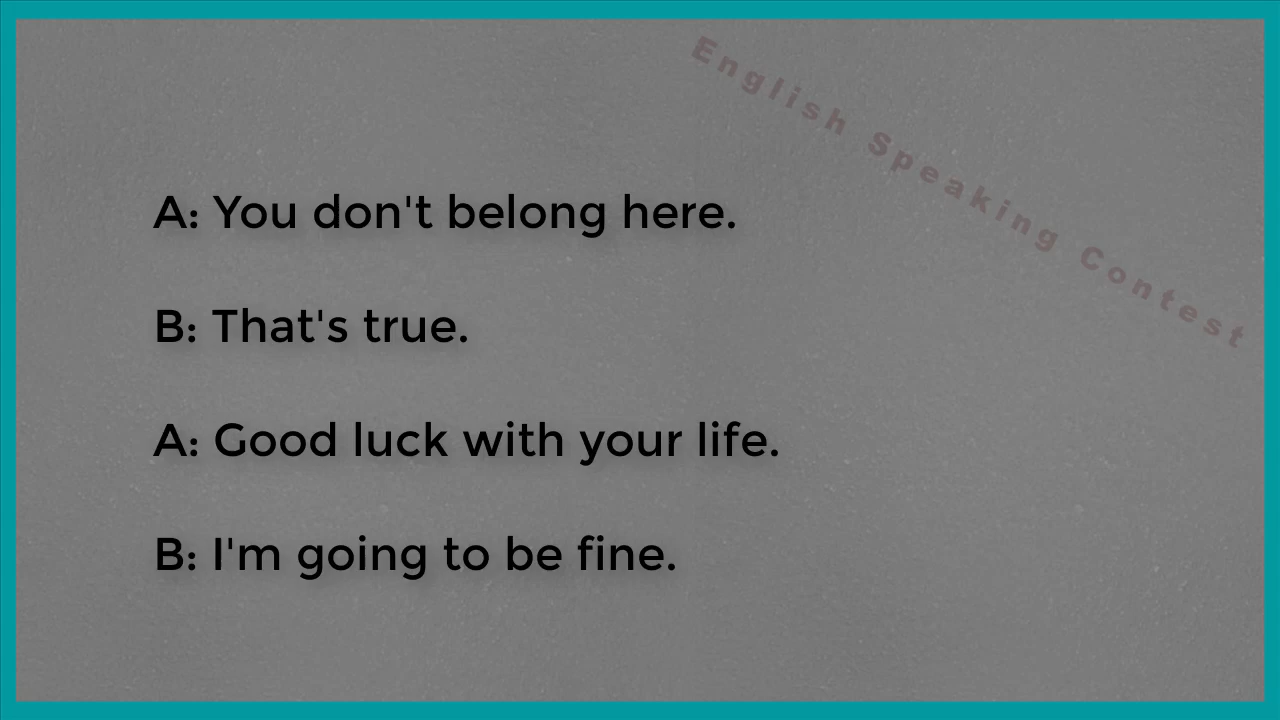 English Speaking Contest
A: You don't belong here.
B: That's true.
A: Good luck with your life.
B: I'm going to be fine.